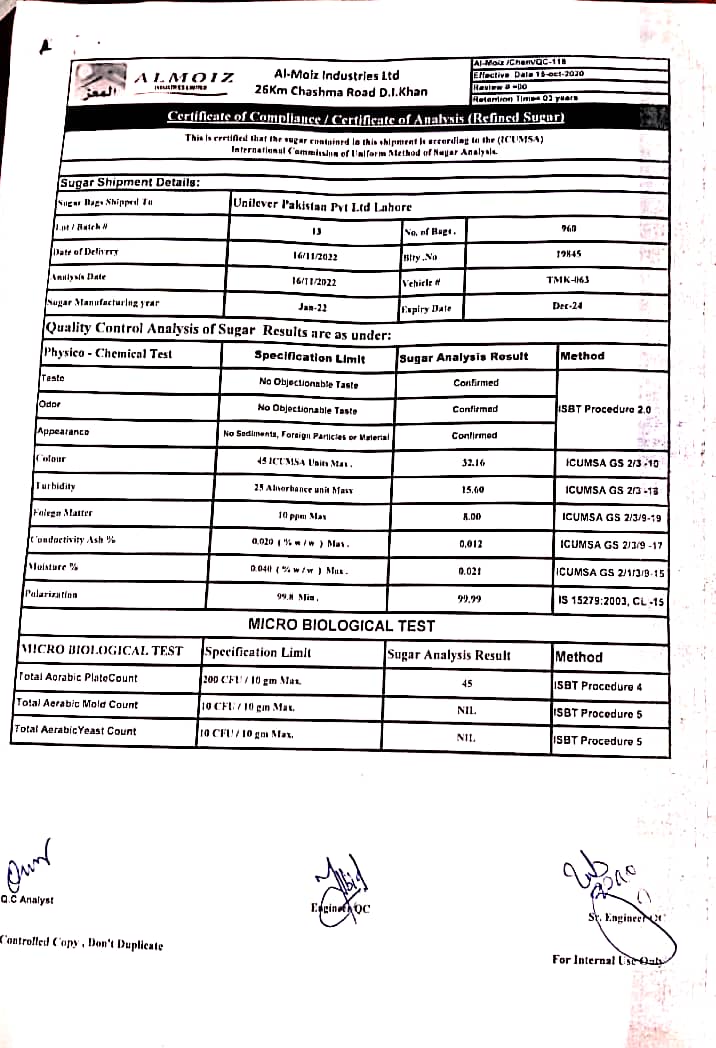 Al-Moiz /Chem/QC-118
Effective Date 15-oct-2020
Review # =00
Retention Time= 03 years
المعز
ALMOIZ
INDUSTRIES LIMITED
Al-Moiz Industries Ltd
26Km Chashma Road D.I.Khan
Certificate of Compliance / Certificate of Analysis (Refined Sugar)
This is certified that the sugar contained in this shipment is according to the (ICUMSA)
International Commission of Uniform Method of Sugar Analysis.
Sugar Shipment Details:
Sugar Bags Shipped To Unilever Pakistan Pvt Ltd Lahore
Lot / Batch # 13 No. of Bags. 960
Date of Delivery 16/11/2022 Blty .No 19845
Analysis Date 16/11/2022 Vehicle # TMK-063
Sugar Manufacturing year Jan-22 Expiry Date Dec-24
Quality Control Analysis of Sugar Results are as under:
Physico - Chemical Test Specification Limit Sugar Analysis Result Method
Taste No Objectionable Taste Confirmed
Odor No Objectionable Taste Confirmed ISBT Procedure 2.0
Appearance No Sediments, Foreign Particles or Material Confirmed
Colour 45 ICUMSA Units Max. 32.16 ICUMSA GS 2/3 -10
Turbidity 25 Absorbance unit Maxx 15.60 ICUMSA GS 2/3 -18
Foiegn Matter 10 ppm Max 8.00 ICUMSA GS 2/3/9-19
Conductivity Ash % 0.020 ( % w / w ) Max. 0.012 ICUMSA GS 2/3/9 -17
Moisture % 0.040 ( % w / w ) Max. 0.021 ICUMSA GS 2/1/3/9-15
Polarization 99.8 Min. 99.99 IS 15279:2003, CL -15
MICRO BIOLOGICAL TEST
MICRO BIOLOGICAL TEST Specification Limit Sugar Analysis Result Method
Total Aorabic PlateCount 200 CFU / 10 gm Max. 45 ISBT Procedure 4
Total Aerabic Mold Count 10 CFU / 10 gm Max. NIL ISBT Procedure 5
Total AerabicYeast Count 10 CFU / 10 gm Max. NIL ISBT Procedure 5
Q.C Analyst
Engineer QC
Sr. Engineer QC
Controlled Copy , Don't Duplicate
For Internal Use Only